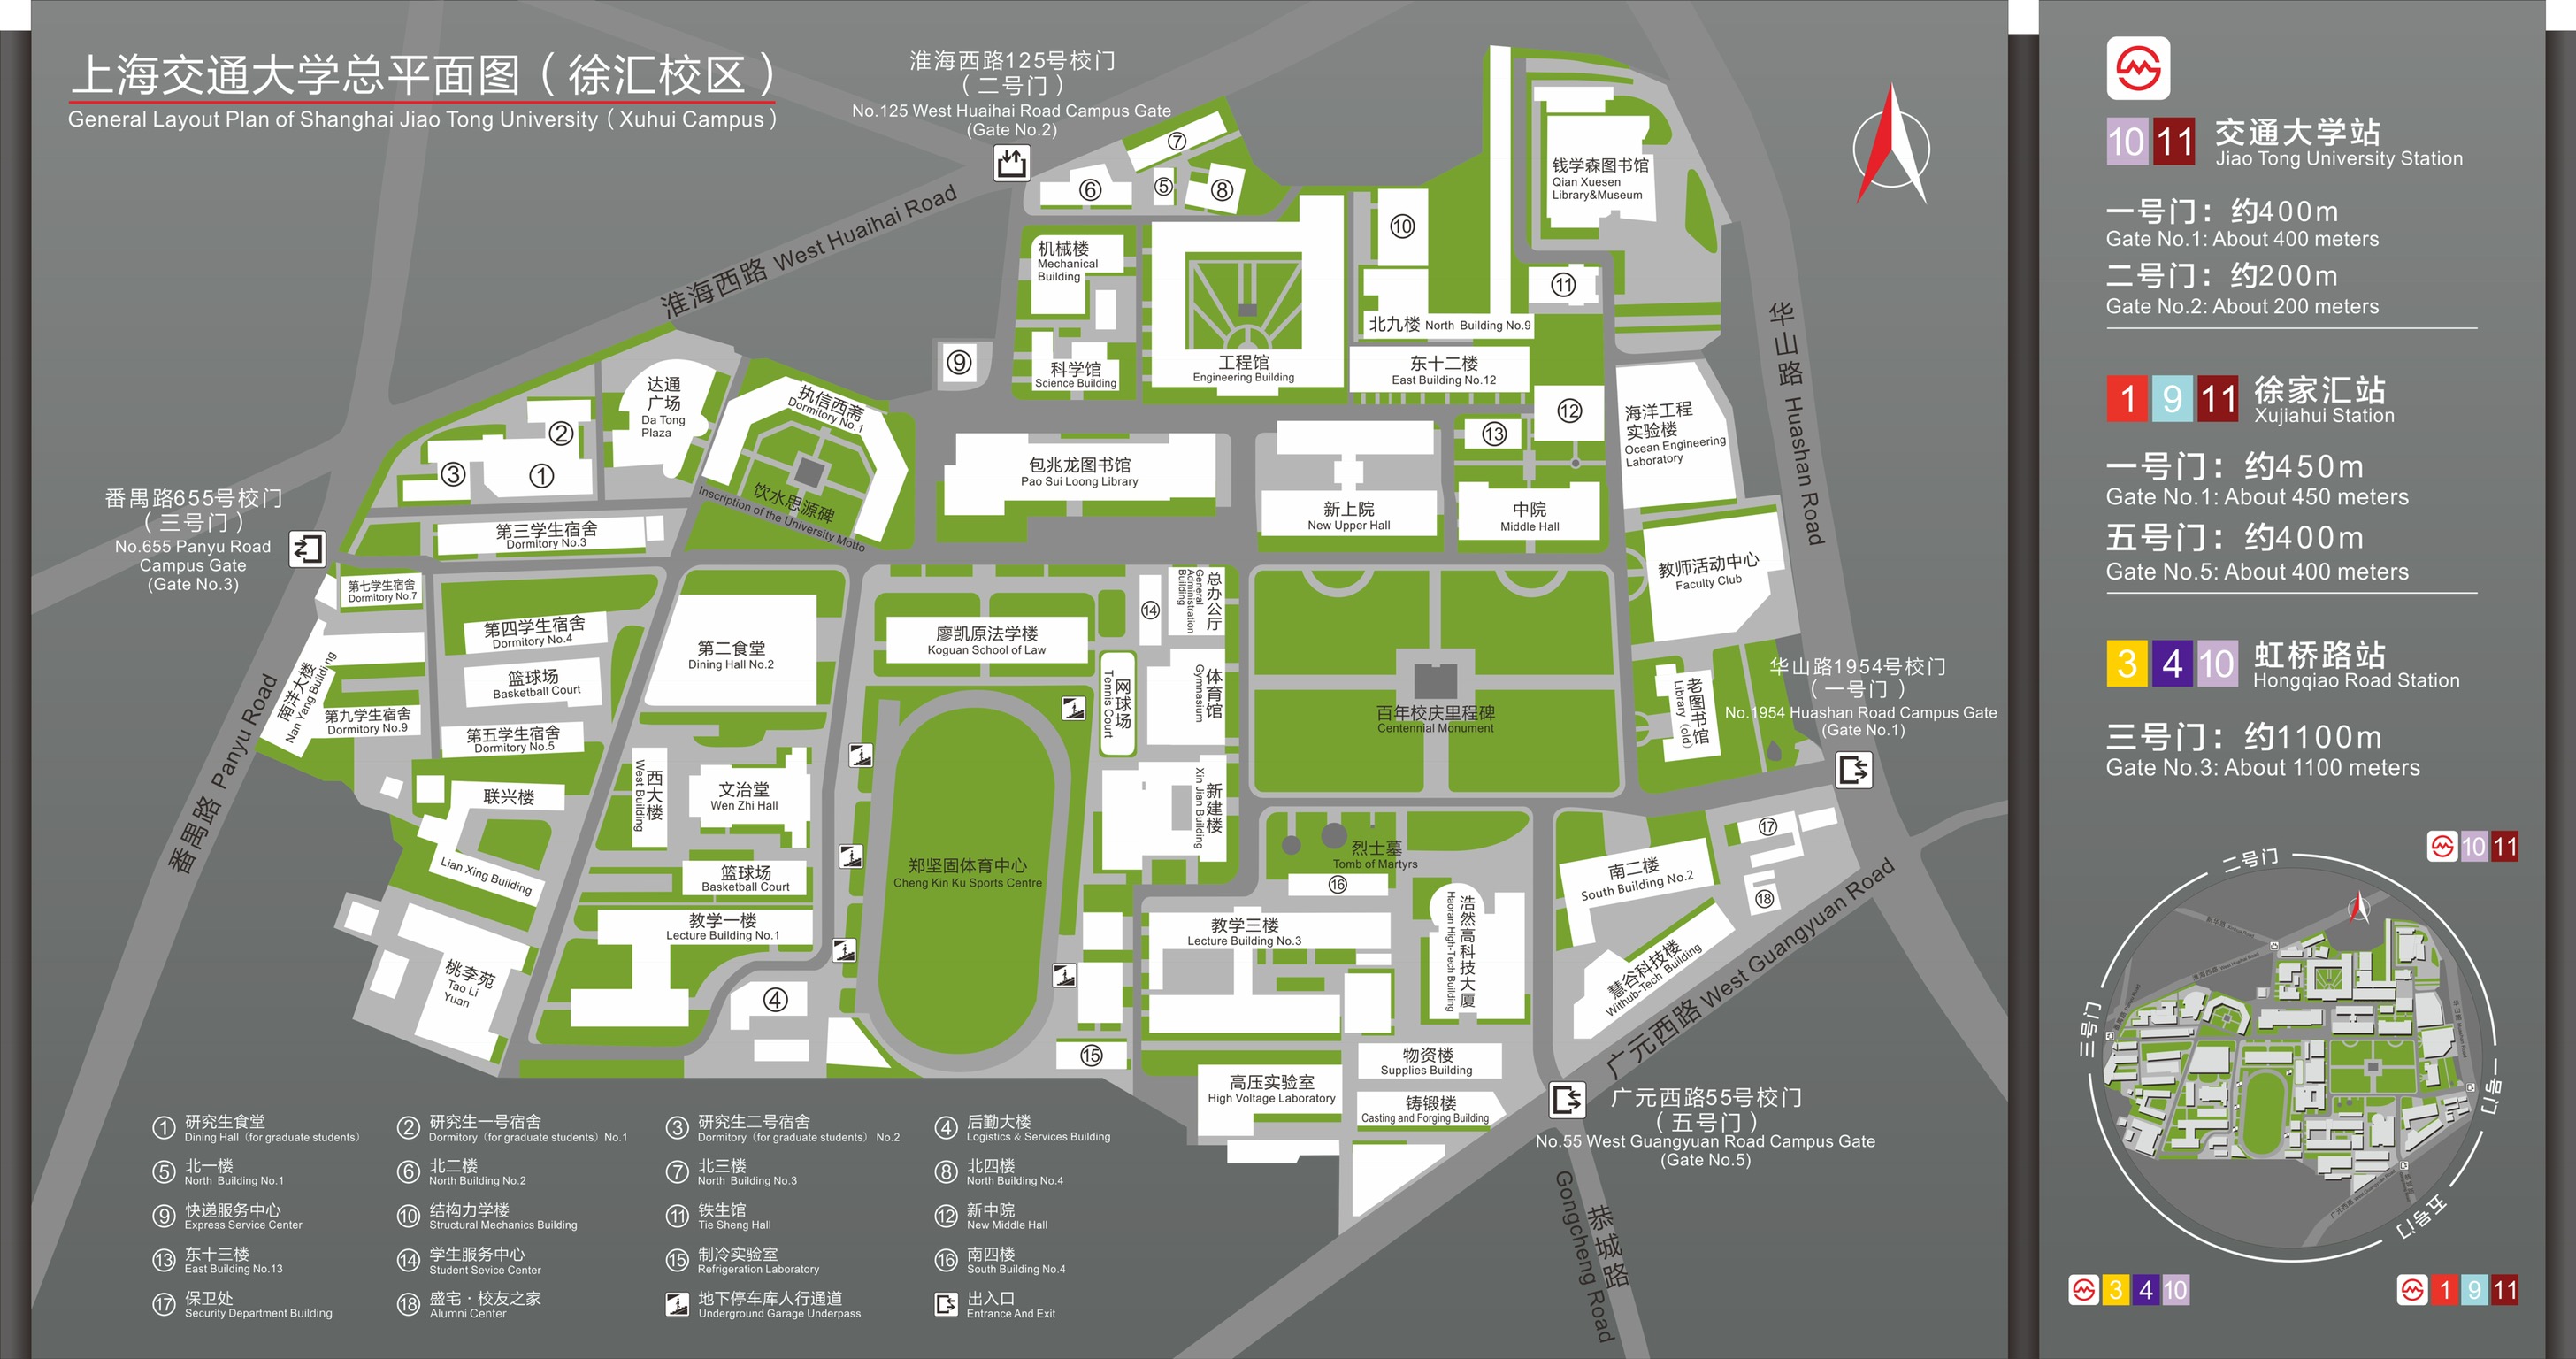 上海交通大学总平面图（徐汇校区）
General Layout Plan of Shanghai Jiao Tong University（Xuhui Campus）
淮海西路125号校门
（二号门）
No.125 West Huaihai Road Campus Gate
(Gate No.2)
淮海西路 West Huaihai Road
⑦
⑥
⑤
⑧
机械楼
Mechanical
Building
⑩
钱学森图书馆
Qian Xuesen
Library&Museum
⑪
北九楼 North Building No.9
工程馆
Engineering Building
东十二楼
East Building No.12
科学馆
Science Building
⑨
⑫
⑬
华山路 Huashan Road
达通
广场
Da Tong
Plaza
执信西斋
Dormitory No.1
饮水思源碑
Inscription of the University Motto
②
③
①
包兆龙图书馆
Pao Sui Loong Library
新上院
New Upper Hall
中院
Middle Hall
海洋工程
实验楼
Ocean Engineering
Laboratory
教师活动中心
Faculty Club
番禺路655号校门
（三号门）
No.655 Panyu Road
Campus Gate
(Gate No.3)
第三学生宿舍
Dormitory No.3
第七学生宿舍
Dormitory No.7
第四学生宿舍
Dormitory No.4
篮球场
Basketball Court
南洋大楼
Nan Yang Building
第九学生宿舍
Dormitory No.9
第五学生宿舍
Dormitory No.5
番禺路 Panyu Road
第二食堂
Dining Hall No.2
廖凯原法学楼
Koguan School of Law
⑭
总办公厅
General
Administration
Building
网球场
Tennis Court
体育馆
Gymnasium
百年校庆里程碑
Centennial Monument
老图书馆
Library (old)
华山路1954号校门
（一号门）
No.1954 Huashan Road Campus Gate
(Gate No.1)
联兴楼
Lian Xing Building
西大楼
West Building
文治堂
Wen Zhi Hall
篮球场
Basketball Court
教学一楼
Lecture Building No.1
桃李苑
Tao Li
Yuan
④
郑坚固体育中心
Cheng Kin Ku Sports Centre
新建楼
Xin Jian Building
烈士墓
Tomb of Martyrs
⑯
教学三楼
Lecture Building No.3
浩然高科技大厦
Haoran High-Tech Building
南二楼
South Building No.2
⑰
⑱
慧谷科技楼
Withub-Tech Building
广元西路 West Guangyuan Road
⑮
高压实验室
High Voltage Laboratory
物资楼
Supplies Building
铸锻楼
Casting and Forging Building
广元西路55号校门
（五号门）
No.55 West Guangyuan Road Campus Gate
(Gate No.5)
恭城路
Gongcheng Road
① 研究生食堂
Dining Hall（for graduate students）
② 研究生一号宿舍
Dormitory（for graduate students）No.1
③ 研究生二号宿舍
Dormitory（for graduate students） No.2
④ 后勤大楼
Logistics & Services Building
⑤ 北一楼
North Building No.1
⑥ 北二楼
North Building No.2
⑦ 北三楼
North Building No.3
⑧ 北四楼
North Building No.4
⑨ 快递服务中心
Express Service Center
⑩ 结构力学楼
Structural Mechanics Building
⑪ 铁生馆
Tie Sheng Hall
⑫ 新中院
New Middle Hall
⑬ 东十三楼
East Building No.13
⑭ 学生服务中心
Student Sevice Center
⑮ 制冷实验室
Refrigeration Laboratory
⑯ 南四楼
South Building No.4
⑰ 保卫处
Security Department Building
⑱ 盛宅·校友之家
Alumni Center
地下停车库人行通道
Underground Garage Underpass
出入口
Entrance And Exit
10 11 交通大学站
Jiao Tong University Station
一号门：约400m
Gate No.1: About 400 meters
二号门：约200m
Gate No.2: About 200 meters
1 9 11 徐家汇站
Xujiahui Station
一号门：约450m
Gate No.1: About 450 meters
五号门：约400m
Gate No.5: About 400 meters
3 4 10 虹桥路站
Hongqiao Road Station
三号门：约1100m
Gate No.3: About 1100 meters
10 11
二号门
三号门
一号门
五号门
3 4 10
1 9 11